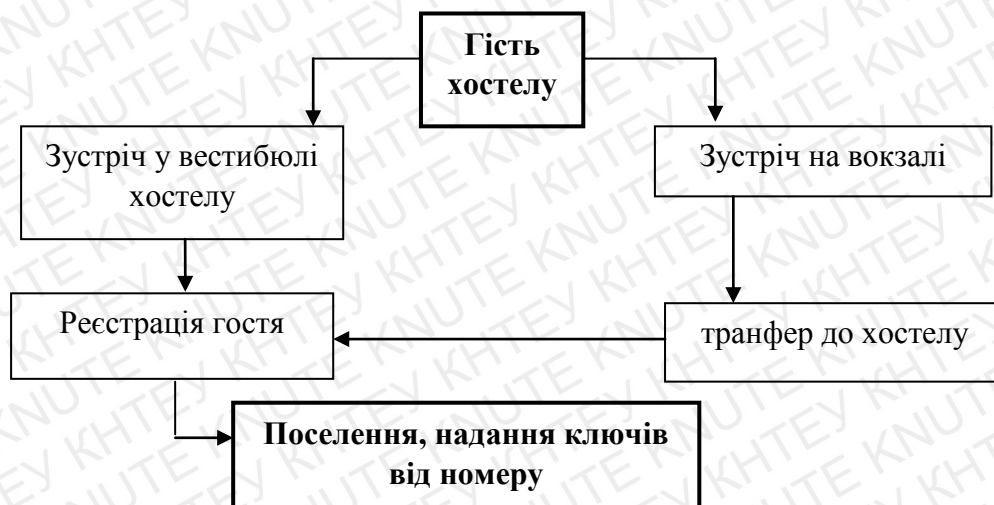 Гість
хостелу
Зустріч у вестибюлі
хостелу
Зустріч на вокзалі
Реєстрація гостя
транфер до хостелу
Поселення, надання ключів
від номеру